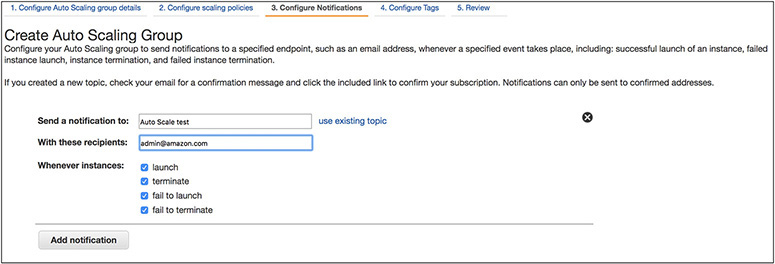 1. Configure Auto Scaling group details 2. Configure scaling policies 3. Configure Notifications 4. Configure Tags 5. Review
Create Auto Scaling Group
Configure your Auto Scaling group to send notifications to a specified endpoint, such as an email address, whenever a specified event takes place, including: successful launch of an instance, failed
instance launch, instance termination, and failed instance termination.
If you created a new topic, check your email for a confirmation message and click the included link to confirm your subscription. Notifications can only be sent to confirmed addresses.
Send a notification to: Auto Scale test use existing topic
With these recipients: admin@amazon.com
Whenever instances: launch
terminate
fail to launch
fail to terminate
Add notification